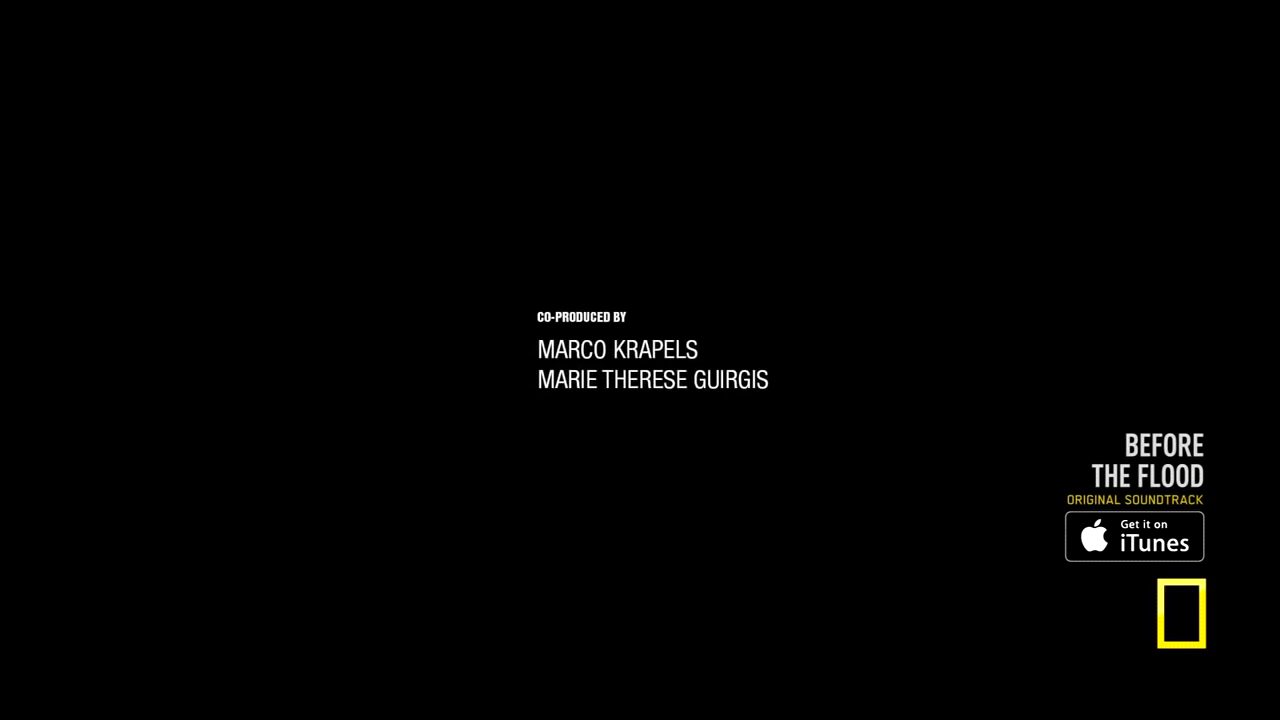 CO-PRODUCED BY
MARCO KRAPELS
MARIE THERESE GUIRGIS
BEFORE
THE FLOOD
ORIGINAL SOUNDTRACK
Get it on
iTunes